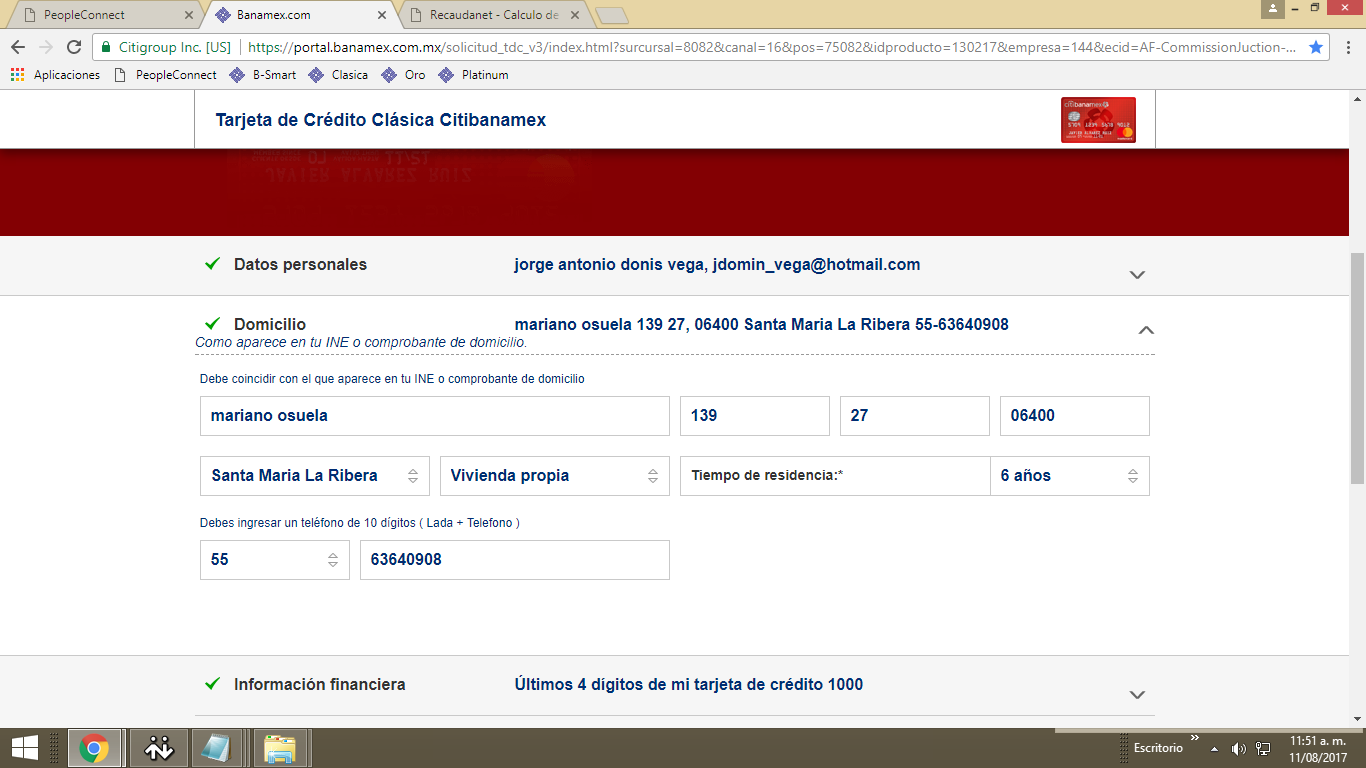 PeopleConnect
Banamex.com
Recaudanet - Calculo de
Citigroup Inc. [US] https://portal.banamex.com.mx/solicitud_tdc_v3/index.html?sursursal=8082&canal=16&pos=75082&idproducto=130217&empresa=144&ecid=AF-CommissionJuction-...
Aplicaciones PeopleConnect B-Smart Clasica Oro Platinum
Tarjeta de Crédito Clásica Citibanamex
citibanamex
JAVIER ALVAREZ RUIZ
Datos personales jorge antonio donis vega, jdomin_vega@hotmail.com
Domicilio mariano osuela 139 27, 06400 Santa Maria La Ribera 55-63640908
Como aparece en tu INE o comprobante de domicilio.
Debe coincidir con el que aparece en tu INE o comprobante de domicilio
mariano osuela 139 27 06400
Santa Maria La Ribera Vivienda propia Tiempo de residencia:* 6 años
Debes ingresar un teléfono de 10 dígitos ( Lada + Telefono )
55 63640908
Información financiera Últimos 4 dígitos de mi tarjeta de crédito 1000
Escritorio » 11:51 a. m.
11/08/2017